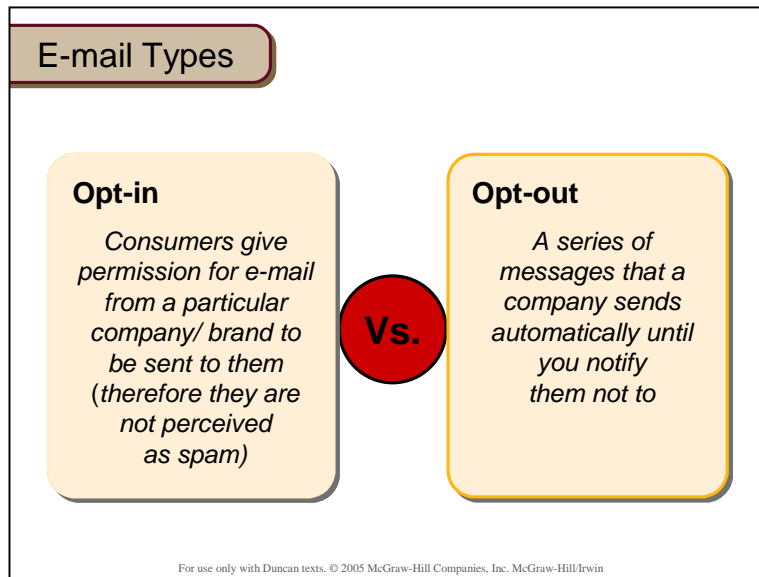 E-mail Types
Opt-in
Consumers give
permission for e-mail
from a particular
company/ brand to
be sent to them
(therefore they are
not perceived
as spam)
Vs.
Opt-out
A series of
messages that a
company sends
automatically until
you notify
them not to
For use only with Duncan texts. © 2005 McGraw-Hill Companies, Inc. McGraw-Hill/Irwin